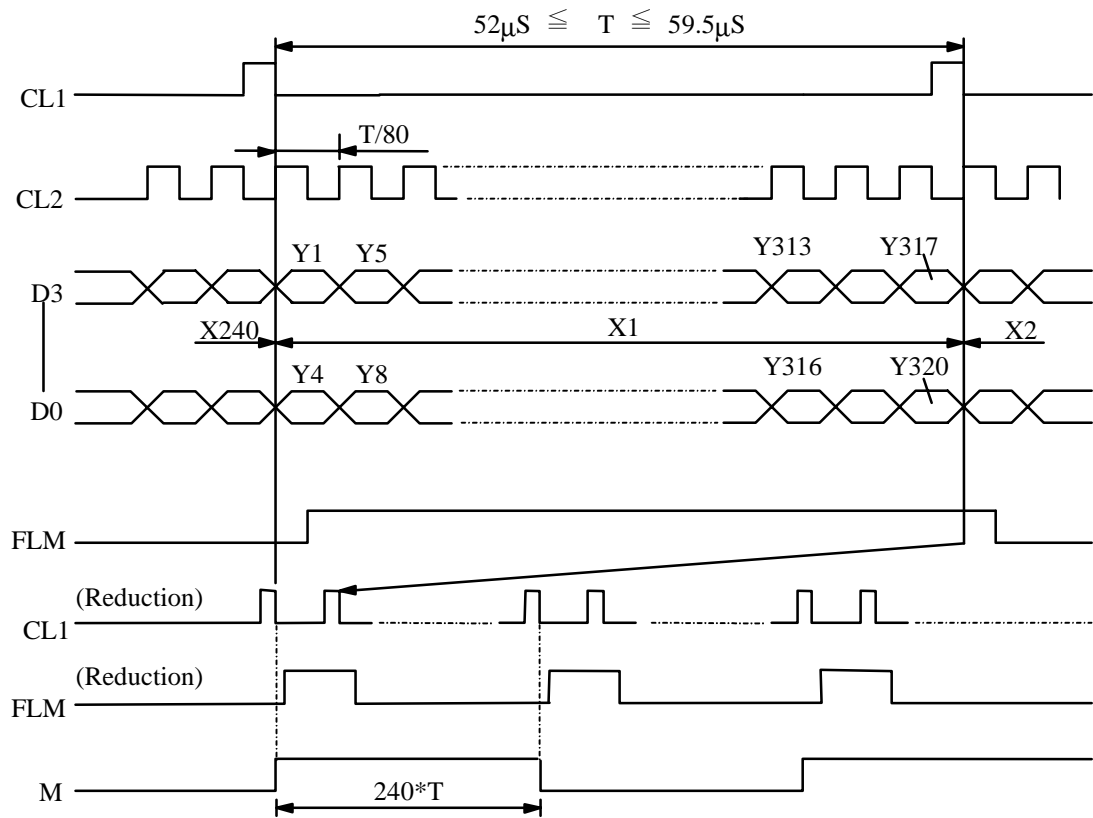 52μS ≦ T ≦ 59.5μS
CL1
T/80
CL2
Y1 Y5 Y313 Y317
D3
X240 X1 X2
Y4 Y8 Y316 Y320
D0
FLM
(Reduction)
CL1
(Reduction)
FLM
M
240*T